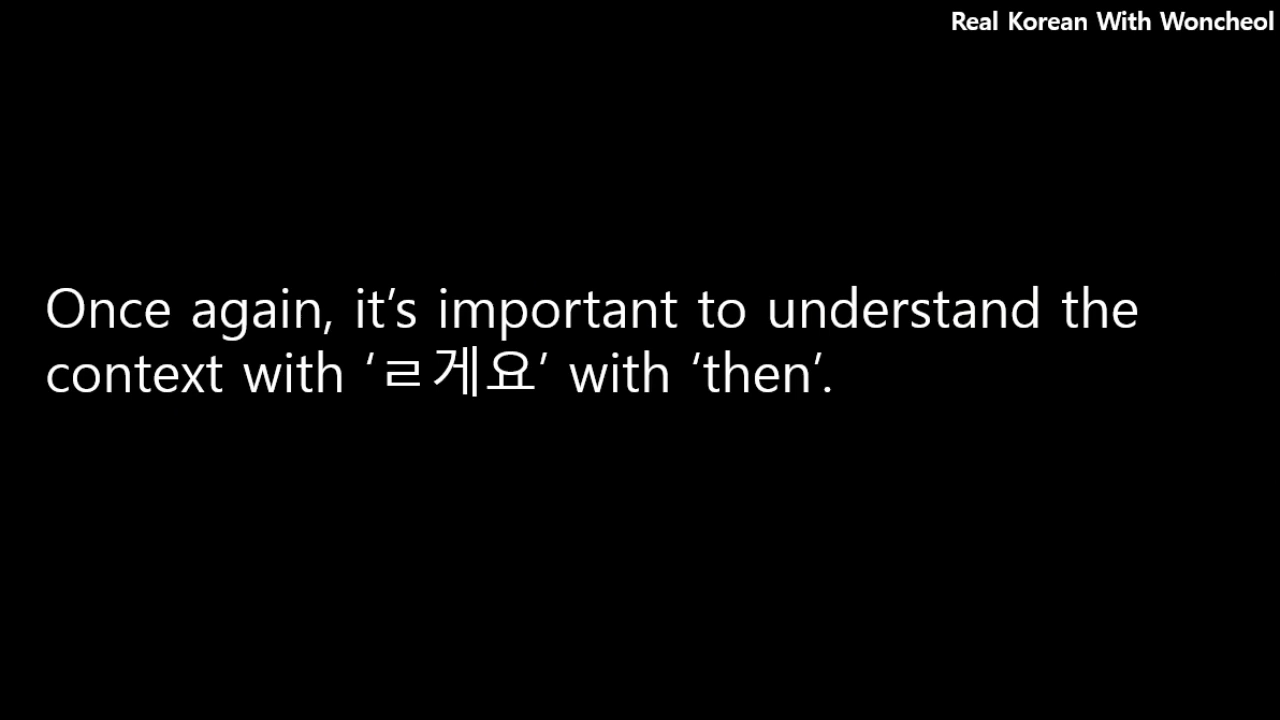 Real Korean With Woncheol
Once again, it’s important to understand the
context with ‘ㄹ게요’ with ‘then’.